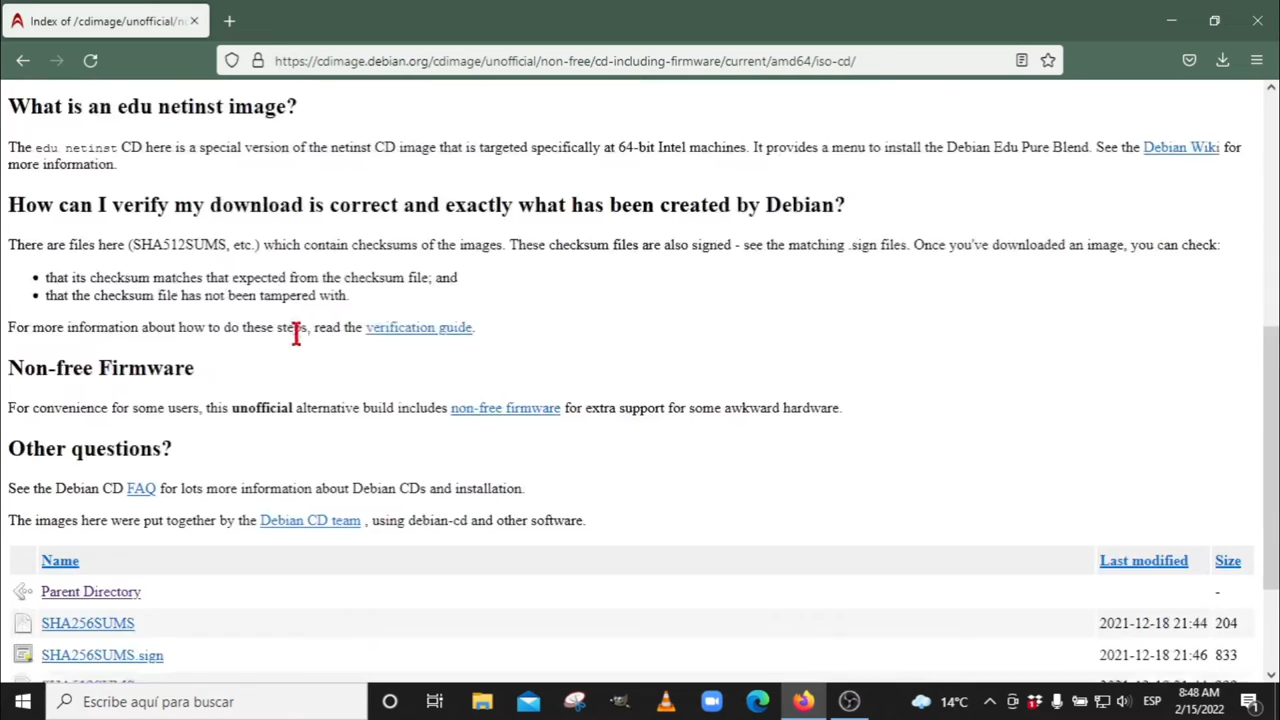 Index of /cdimage/unofficial/n
https://cdimage.debian.org/cdimage/unofficial/non-free/cd-including-firmware/current/amd64/iso-cd/
What is an edu netinst image?
The edu netinst CD here is a special version of the netinst CD image that is targeted specifically at 64-bit Intel machines. It provides a menu to install the Debian Edu Pure Blend. See the Debian Wiki for
more information.
How can I verify my download is correct and exactly what has been created by Debian?
There are files here (SHA512SUMS, etc.) which contain checksums of the images. These checksum files are also signed - see the matching .sign files. Once you've downloaded an image, you can check:
• that its checksum matches that expected from the checksum file; and
• that the checksum file has not been tampered with.
For more information about how to do these steps, read the verification guide.
Non-free Firmware
For convenience for some users, this unofficial alternative build includes non-free firmware for extra support for some awkward hardware.
Other questions?
See the Debian CD FAQ for lots more information about Debian CDs and installation.
The images here were put together by the Debian CD team , using debian-cd and other software.
Name Last modified Size
Parent Directory -
SHA256SUMS 2021-12-18 21:44 204
SHA256SUMS.sign 2021-12-18 21:46 833
Escribe aquí para buscar 14°C ESP 8:48 AM
2/15/2022